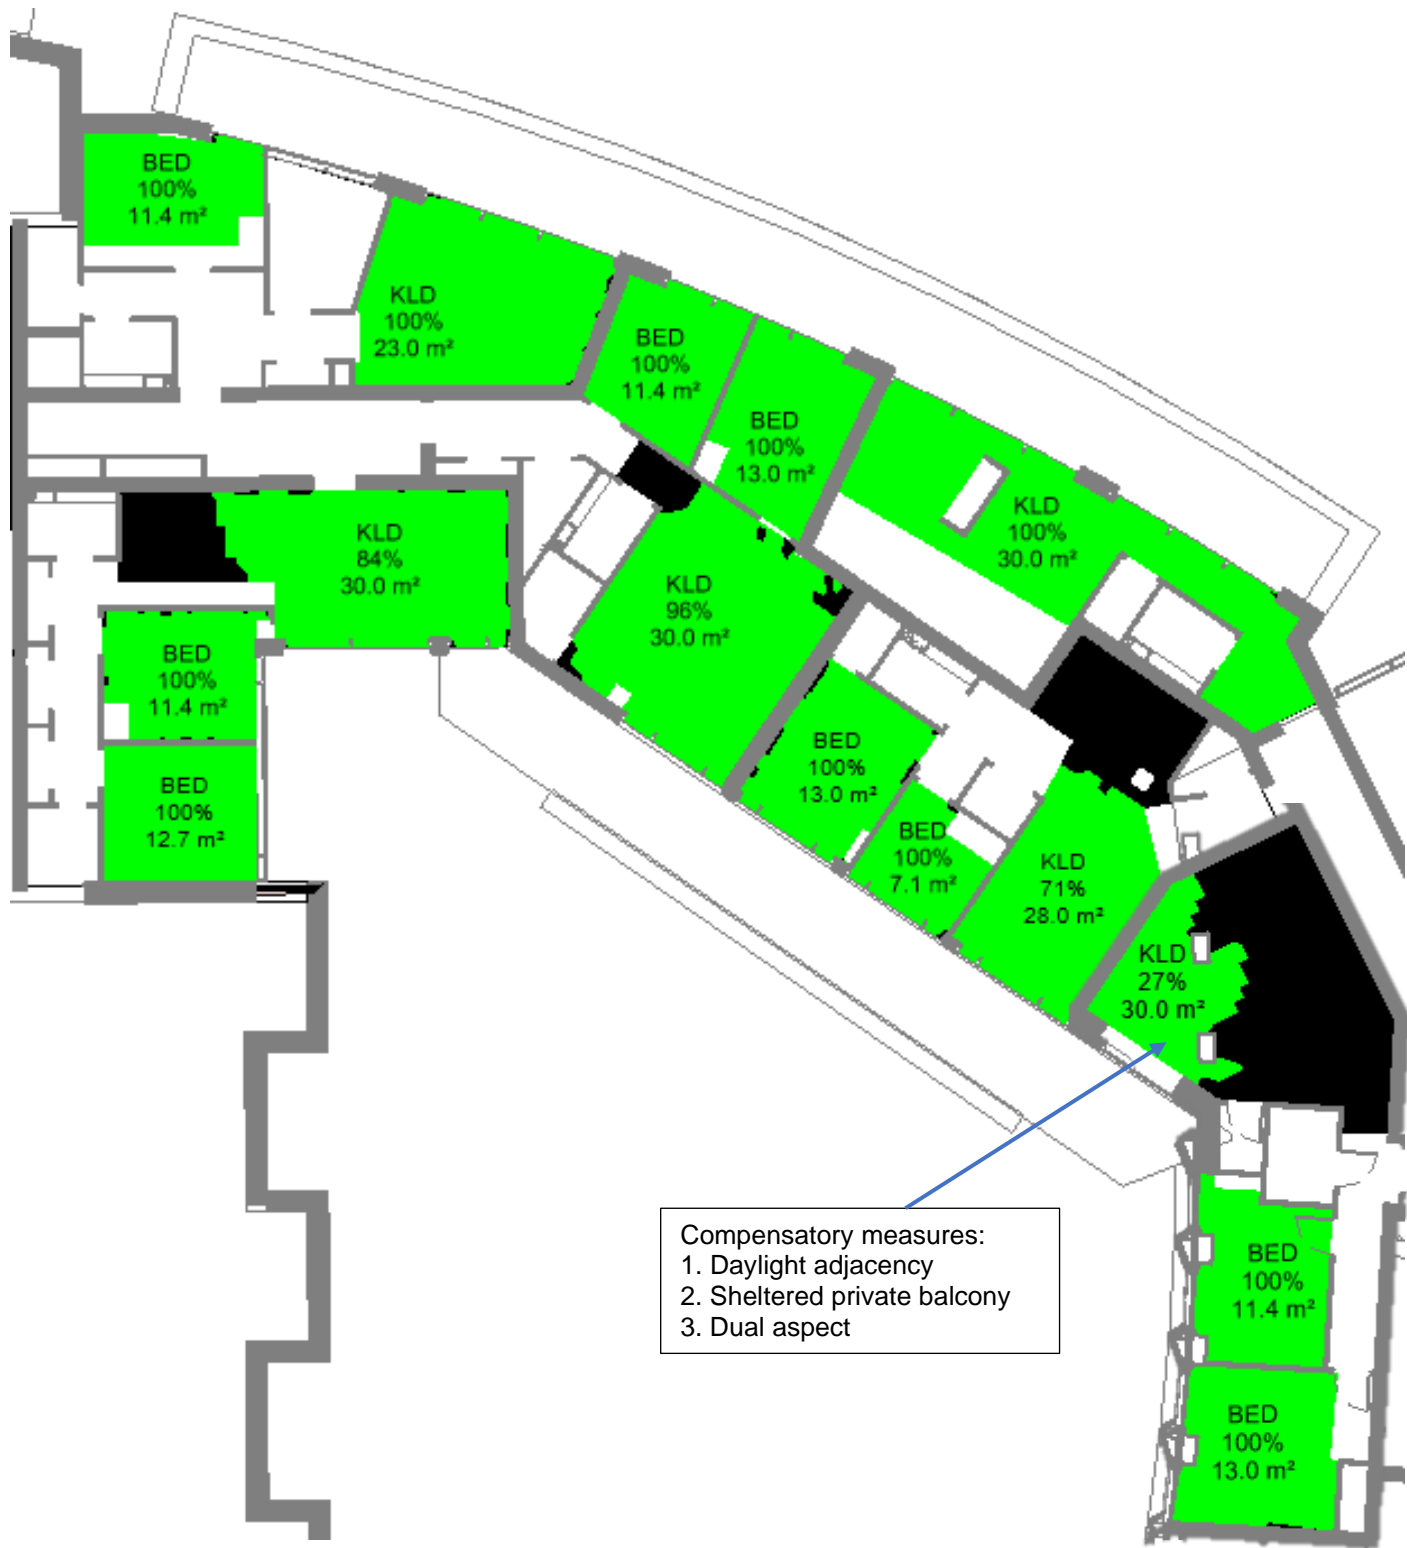 BED
100%
11.4 m²
KLD
100%
23.0 m²
BED
100%
11.4 m²
BED
100%
13.0 m²
KLD
100%
30.0 m²
KLD
84%
30.0 m²
KLD
96%
30.0 m²
BED
100%
11.4 m²
BED
100%
12.7 m²
BED
100%
13.0 m²
BED
100%
7.1 m²
KLD
71%
28.0 m²
KLD
27%
30.0 m²
Compensatory measures:
1. Daylight adjacency
2. Sheltered private balcony
3. Dual aspect
BED
100%
11.4 m²
BED
100%
13.0 m²